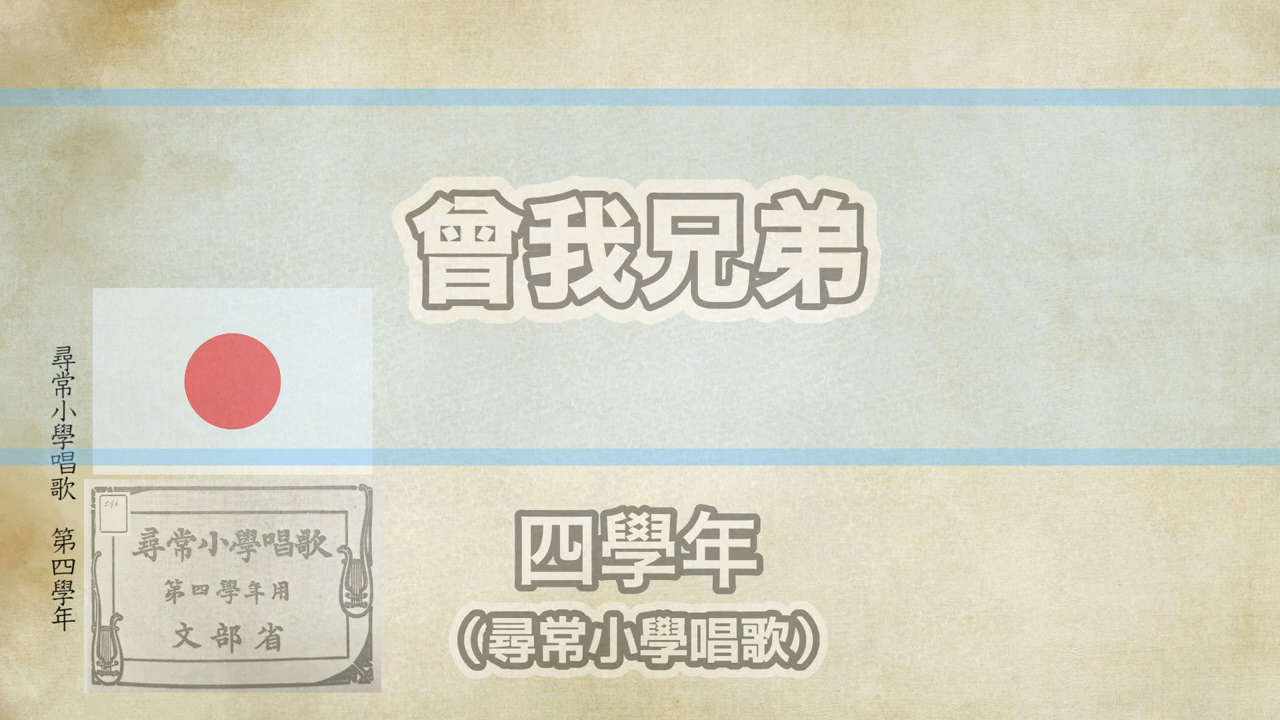 曾我兄弟
尋常小學唱歌 第四學年
尋常小學唱歌
第四學年用
文部省
四學年
（尋常小學唱歌）